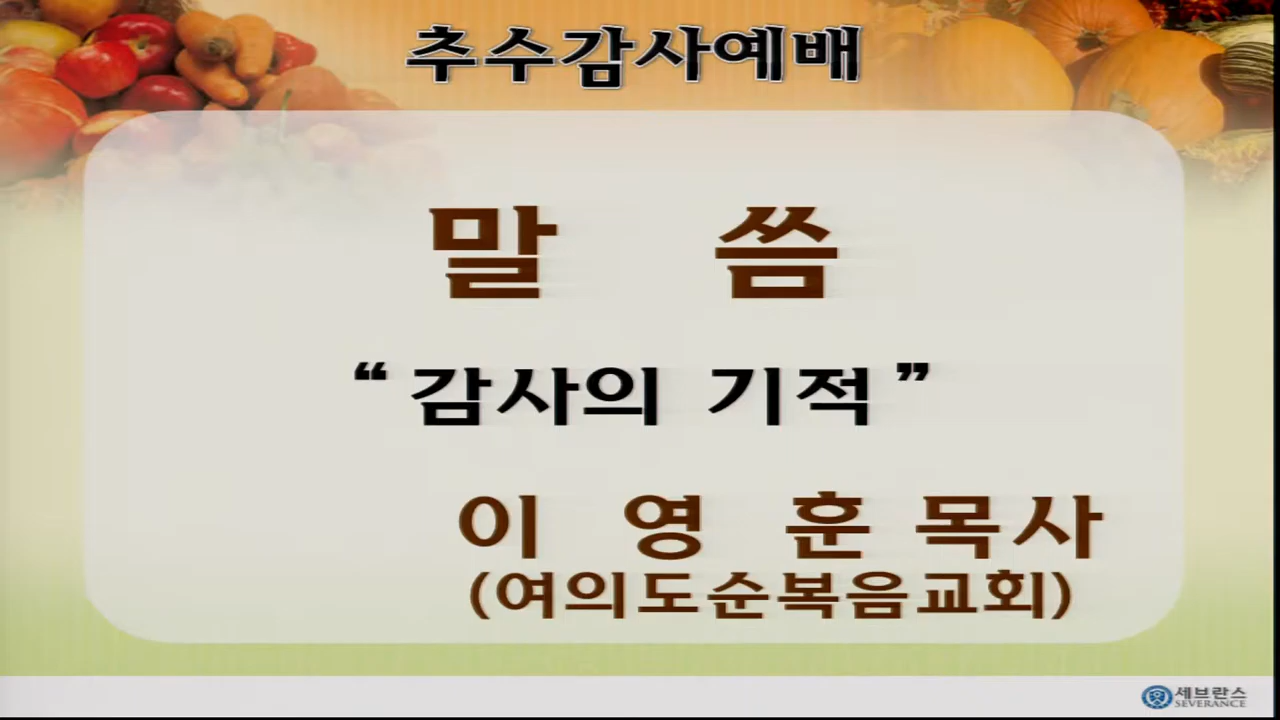 추수감사예배
말 씀
“감사의 기적”
이 영 훈 목사
(여의도순복음교회)
세브란스
SEVERANCE